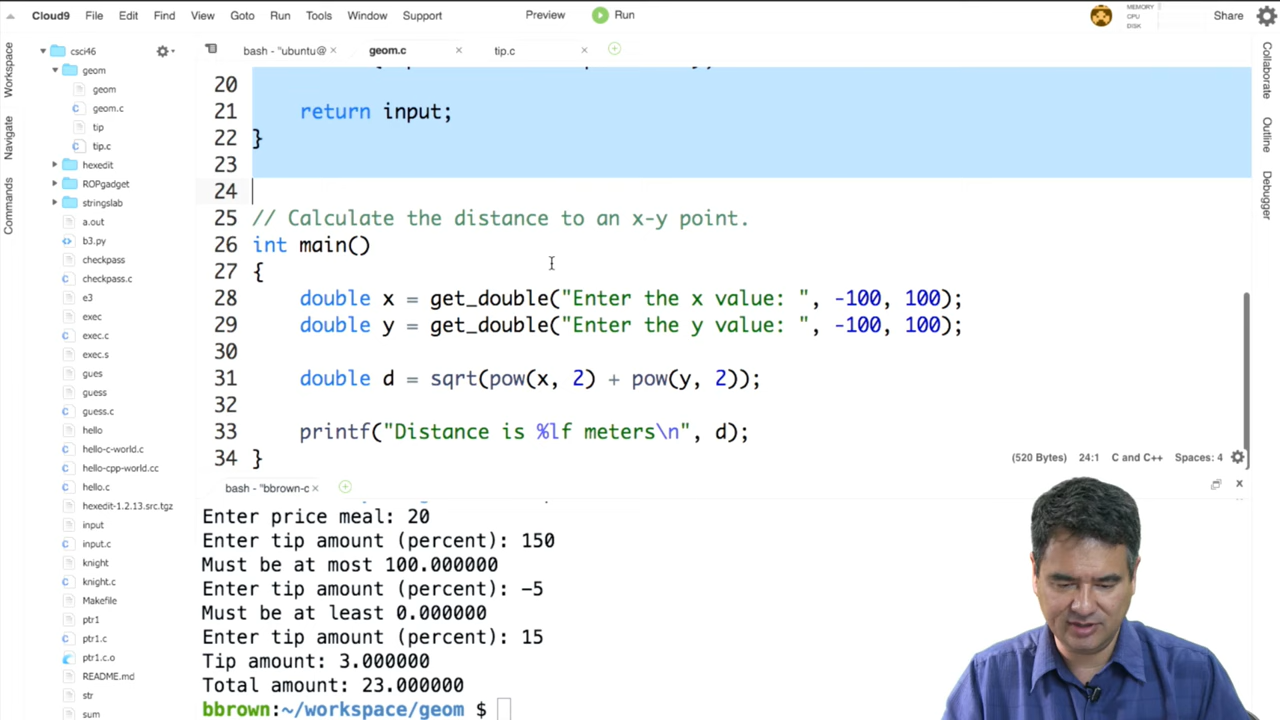 Cloud9 File Edit Find View Goto Run Tools Window Support Preview Run MEMORY CPU DISK Share
Workspace
Navigate
Commands
csci46
geom
geom
geom.c
tip
tip.c
hexedit
ROPgadget
stringslab
a.out
b3.py
checkpass
checkpass.c
e3
exec
exec.c
exec.s
gues
guess
guess.c
hello
hello-c-world.c
hello-cpp-world.cc
hello.c
hexedit-1.2.13.src.tgz
input
input.c
knight
knight.c
Makefile
ptr1
ptr1.c
ptr1.c.o
README.md
str
sum
bash - "ubuntu@ × geom.c × tip.c ×
20
21 return input;
22 }
23
24
25 // Calculate the distance to an x-y point.
26 int main()
27 {
28 double x = get_double("Enter the x value: ", -100, 100);
29 double y = get_double("Enter the y value: ", -100, 100);
30
31 double d = sqrt(pow(x, 2) + pow(y, 2));
32
33 printf("Distance is %lf meters\n", d);
34 }
(520 Bytes) 24:1 C and C++ Spaces: 4
bash - "bbrown-c ×
Enter price meal: 20
Enter tip amount (percent): 150
Must be at most 100.000000
Enter tip amount (percent): -5
Must be at least 0.000000
Enter tip amount (percent): 15
Tip amount: 3.000000
Total amount: 23.000000
bbrown:~/workspace/geom $
Collaborate
Outline
Debugger